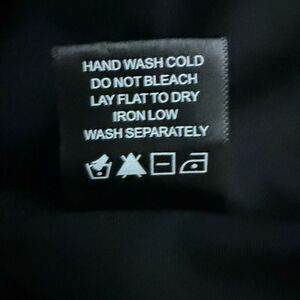 HAND WASH COLD
DO NOT BLEACH
LAY FLAT TO DRY
IRON LOW
WASH SEPARATELY